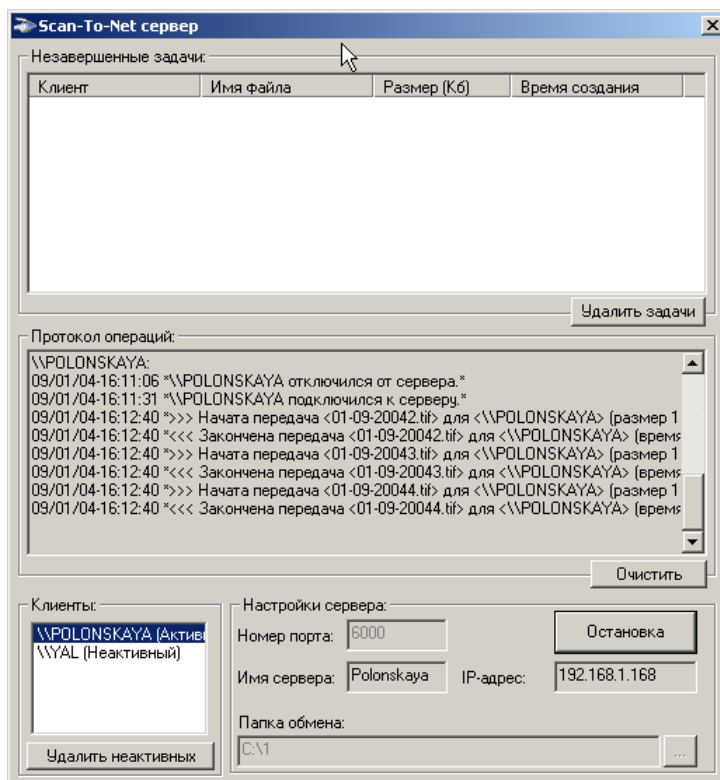 Scan-To-Net сервер
Незавершенные задачи:
Клиент Имя файла Размер (Кб) Время создания
Удалить задачи
Протокол операций:
\\POLONSKAYA:
09/01/04-16:11:06 *\\POLONSKAYA отключился от сервера.*
09/01/04-16:11:31 *\\POLONSKAYA подключился к серверу.*
09/01/04-16:12:40 *>>> Начата передача <01-09-20042.tif> для <\\POLONSKAYA> (размер 1
09/01/04-16:12:40 *<<< Закончена передача <01-09-20042.tif> для <\\POLONSKAYA> (время
09/01/04-16:12:40 *>>> Начата передача <01-09-20043.tif> для <\\POLONSKAYA> (размер 1
09/01/04-16:12:40 *<<< Закончена передача <01-09-20043.tif> для <\\POLONSKAYA> (время
09/01/04-16:12:40 *>>> Начата передача <01-09-20044.tif> для <\\POLONSKAYA> (размер 1
09/01/04-16:12:40 *<<< Закончена передача <01-09-20044.tif> для <\\POLONSKAYA> (время
Очистить
Клиенты:
\\POLONSKAYA (Актив
\\YAL (Неактивный)
Удалить неактивных
Настройки сервера:
Номер порта: 6000
Остановка
Имя сервера: Polonskaya IP-адрес: 192.168.1.168
Папка обмена:
C:\1 ...